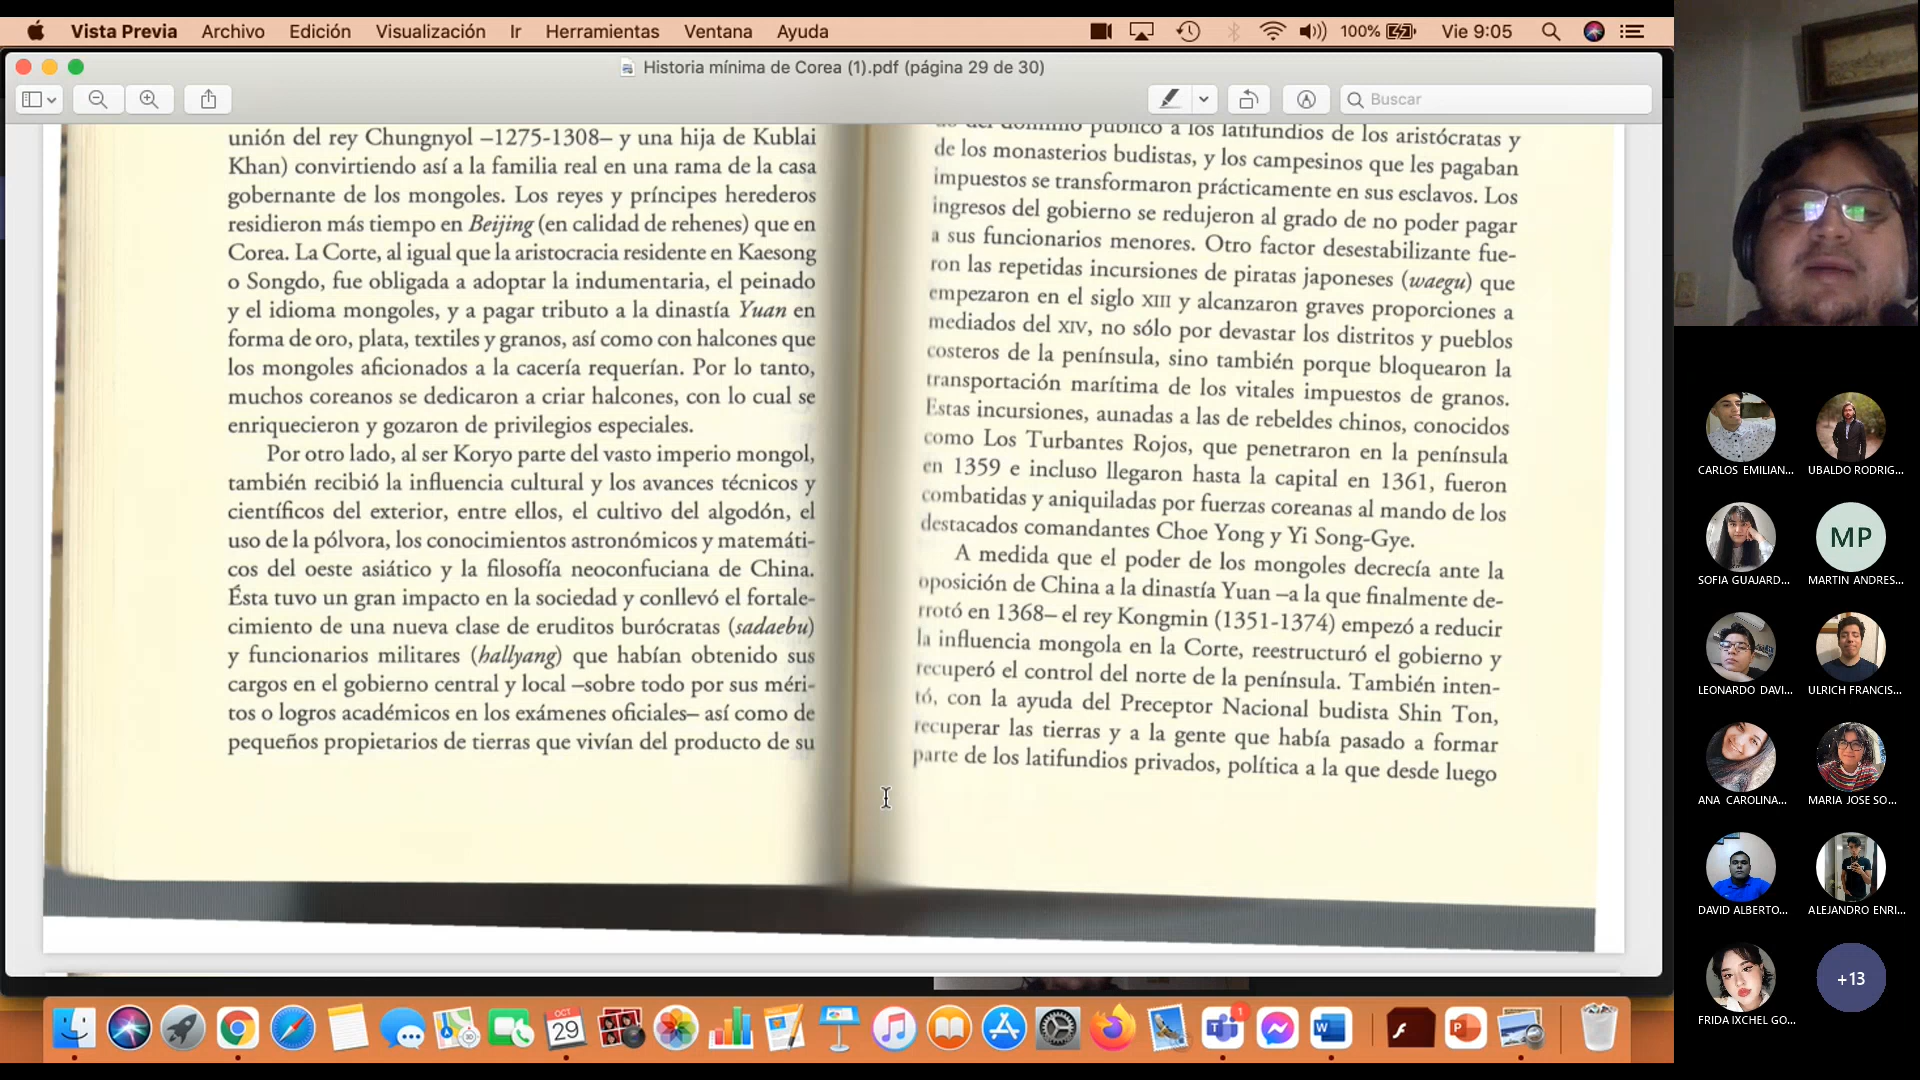 Vista Previa Archivo Edición Visualización Ir Herramientas Ventana Ayuda 100% Vie 9:05
Historia mínima de Corea (1).pdf (página 29 de 30)
Buscar
unión del rey Chungnyol –1275-1308– y una hija de Kublai
Khan) convirtiendo así a la familia real en una rama de la casa
gobernante de los mongoles. Los reyes y príncipes herederos
residieron más tiempo en Beijing (en calidad de rehenes) que en
Corea. La Corte, al igual que la aristocracia residente en Kaesong
o Songdo, fue obligada a adoptar la indumentaria, el peinado
y el idioma mongoles, y a pagar tributo a la dinastía Yuan en
forma de oro, plata, textiles y granos, así como con halcones que
los mongoles aficionados a la cacería requerían. Por lo tanto,
muchos coreanos se dedicaron a criar halcones, con lo cual se
enriquecieron y gozaron de privilegios especiales.
Por otro lado, al ser Koryo parte del vasto imperio mongol,
también recibió la influencia cultural y los avances técnicos y
científicos del exterior, entre ellos, el cultivo del algodón, el
uso de la pólvora, los conocimientos astronómicos y matemáti-
cos del oeste asiático y la filosofía neoconfuciana de China.
Ésta tuvo un gran impacto en la sociedad y conllevó el fortale-
cimiento de una nueva clase de eruditos burócratas (sadaebu)
y funcionarios militares (hallyang) que habían obtenido sus
cargos en el gobierno central y local –sobre todo por sus méri-
tos o logros académicos en los exámenes oficiales– así como de
pequeños propietarios de tierras que vivían del producto de su
del dominio público a los latifundios de los aristócratas y
de los monasterios budistas, y los campesinos que les pagaban
impuestos se transformaron prácticamente en sus esclavos. Los
ingresos del gobierno se redujeron al grado de no poder pagar
a sus funcionarios menores. Otro factor desestabilizante fue-
ron las repetidas incursiones de piratas japoneses (waegu) que
empezaron en el siglo XIII y alcanzaron graves proporciones a
mediados del XIV, no sólo por devastar los distritos y pueblos
costeros de la península, sino también porque bloquearon la
transportación marítima de los vitales impuestos de granos.
Estas incursiones, aunadas a las de rebeldes chinos, conocidos
como Los Turbantes Rojos, que penetraron en la península
en 1359 e incluso llegaron hasta la capital en 1361, fueron
combatidas y aniquiladas por fuerzas coreanas al mando de los
destacados comandantes Choe Yong y Yi Song-Gye.
A medida que el poder de los mongoles decrecía ante la
oposición de China a la dinastía Yuan –a la que finalmente de-
rrotó en 1368– el rey Kongmin (1351-1374) empezó a reducir
la influencia mongola en la Corte, reestructuró el gobierno y
recuperó el control del norte de la península. También inten-
tó, con la ayuda del Preceptor Nacional budista Shin Ton,
recuperar las tierras y a la gente que había pasado a formar
parte de los latifundios privados, política a la que desde luego
CARLOS EMILIAN... UBALDO RODRIG...
MP
SOFIA GUAJARD... MARTIN ANDRES...
LEONARDO DAVI... ULRICH FRANCIS...
ANA CAROLINA... MARIA JOSE SO...
DAVID ALBERTO... ALEJANDRO ENRI...
+13
FRIDA IXCHEL GO...
OCT
29
1